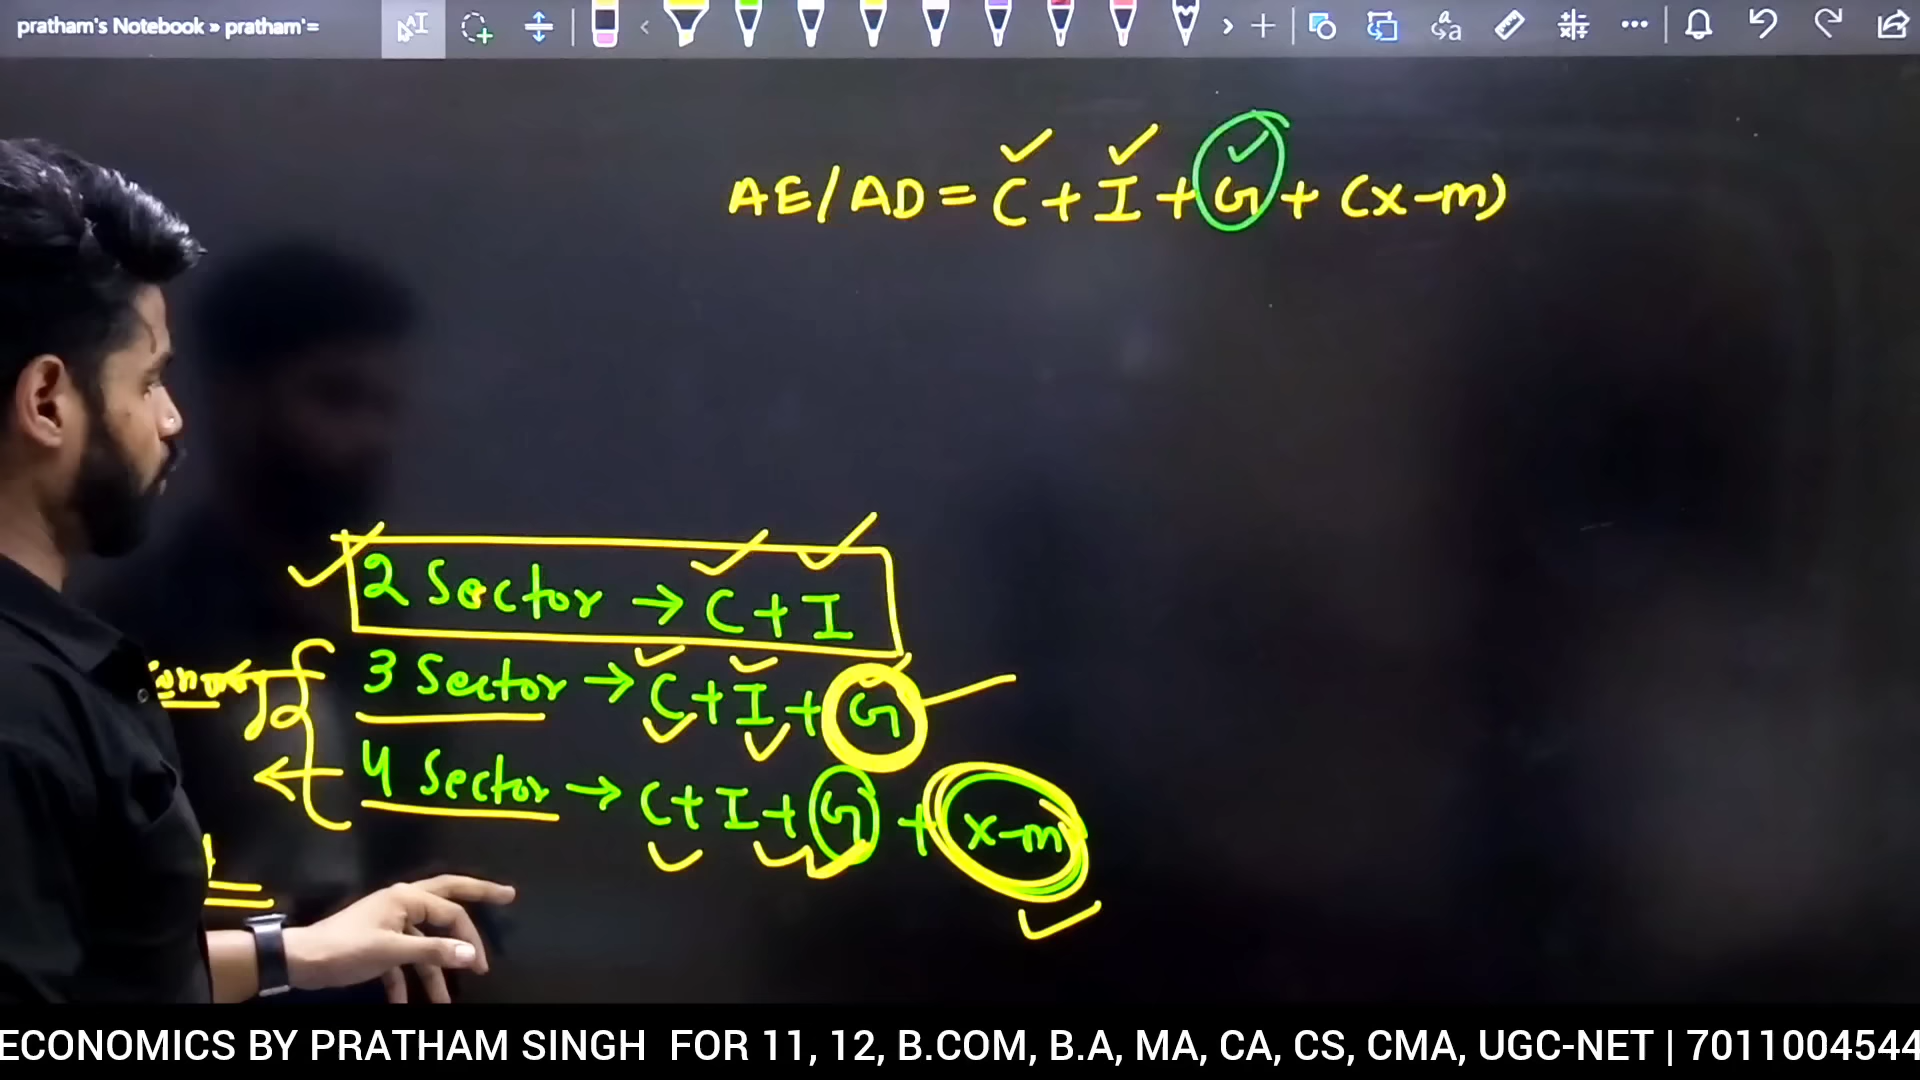 pratham's Notebook » pratham'=
AE/AD = C + I + G + (x-m)
2 Sector → C + I
3 Sector → C + I + G
4 Sector → C + I + G + x-m
ECONOMICS BY PRATHAM SINGH FOR 11, 12, B.COM, B.A, MA, CA, CS, CMA, UGC-NET | 7011004544